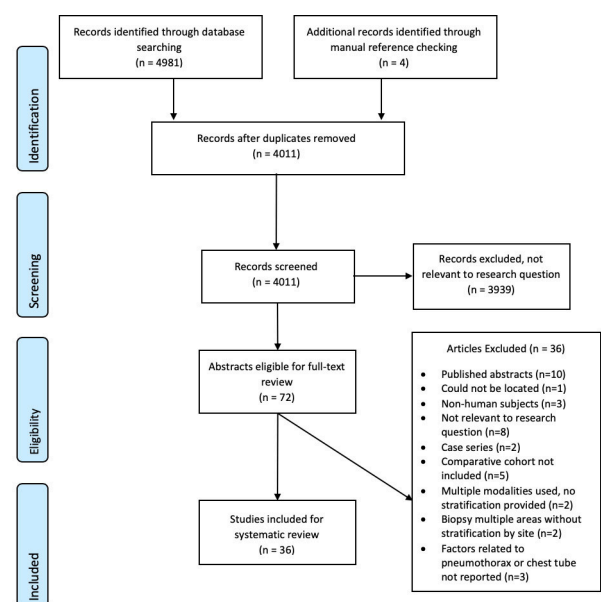 Records identified through database
searching
(n = 4981)
Additional records identified through
manual reference checking
(n = 4)
Identification
Records after duplicates removed
(n = 4011)
Screening
Records screened
(n = 4011)
Records excluded, not
relevant to research question
(n = 3939)
Eligibility
Abstracts eligible for full-text
review
(n = 72)
Articles Excluded (n = 36)
• Published abstracts (n=10)
• Could not be located (n=1)
• Non-human subjects (n=3)
• Not relevant to research
question (n=8)
• Case series (n=2)
• Comparative cohort not
included (n=5)
• Multiple modalities used, no
stratification provided (n=2)
• Biopsy multiple areas without
stratification by site (n=2)
• Factors related to
pneumothorax or chest tube
not reported (n=3)
Included
Studies included for
systematic review
(n = 36)